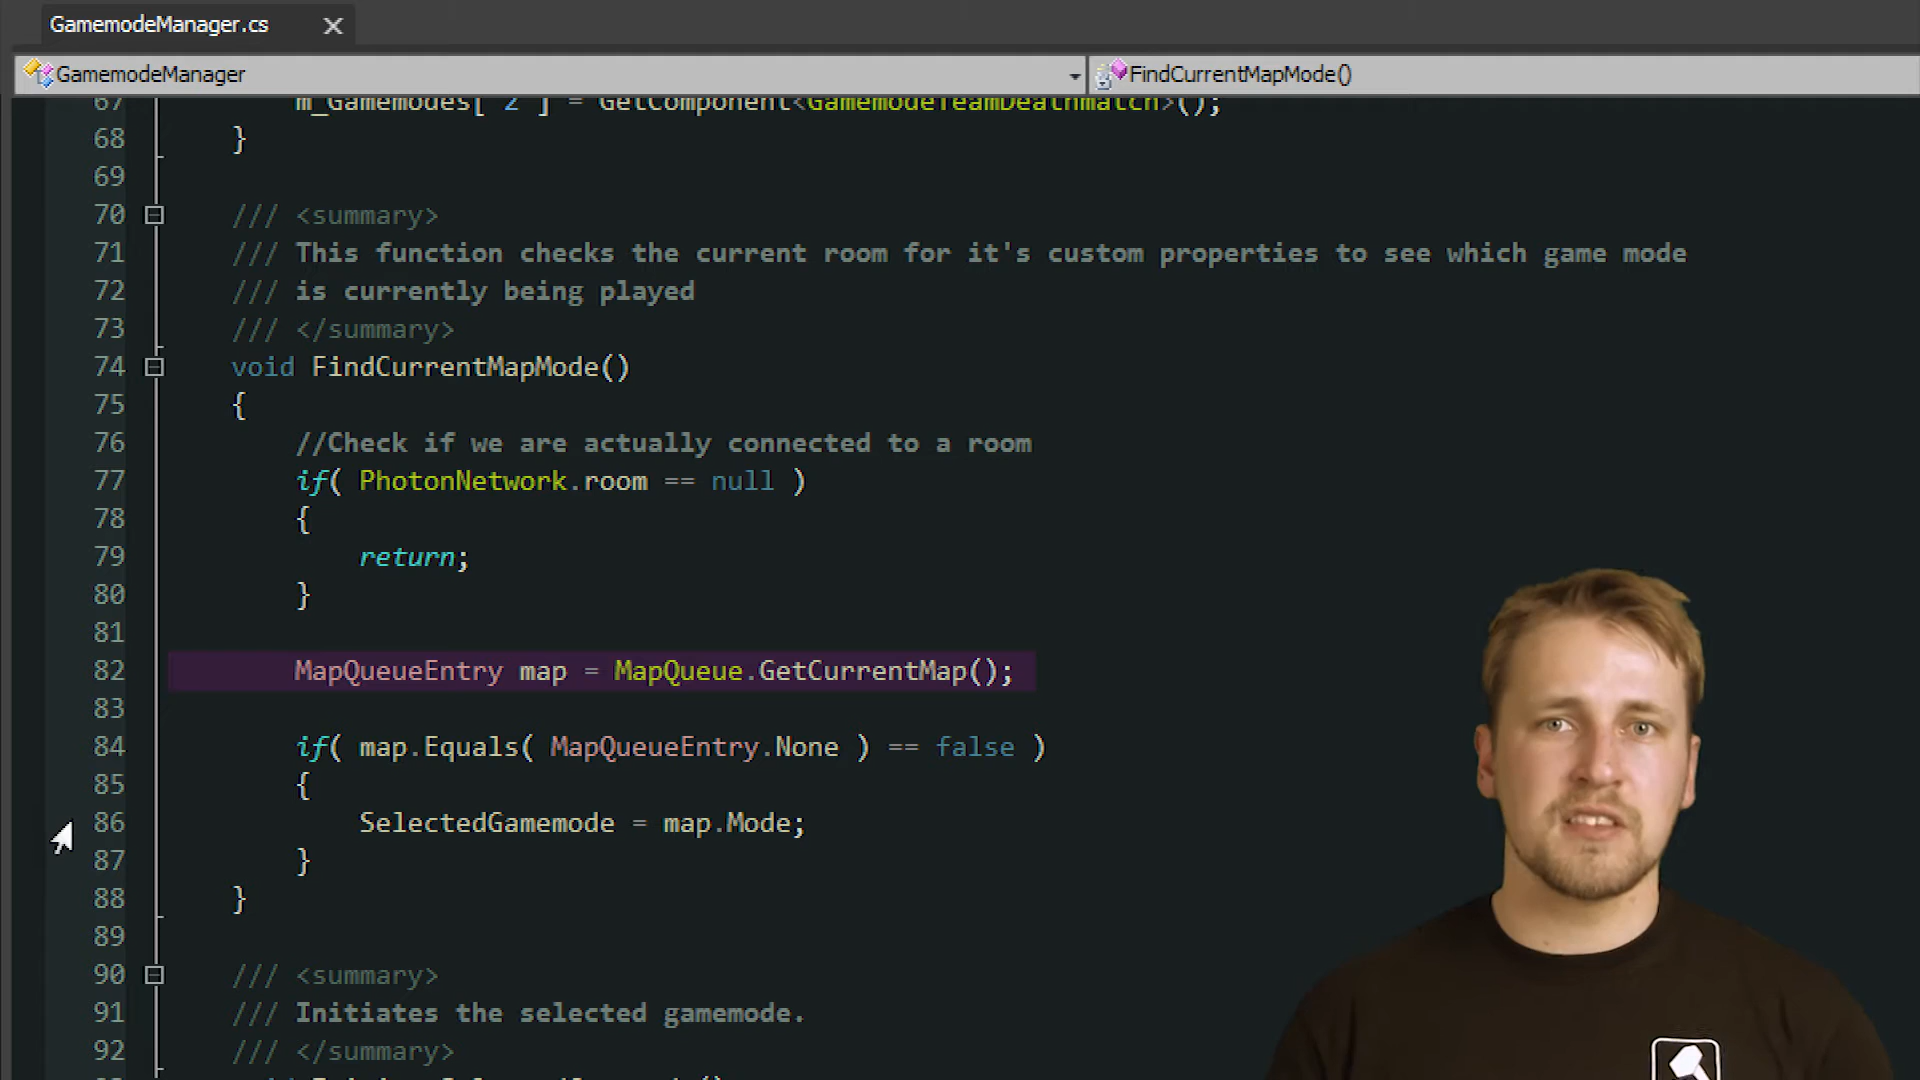 GamemodeManager.cs
GamemodeManager
FindCurrentMapMode()
67 m_Gamemodes[ 2 ] = GetComponent<GamemodeTeamDeathmatch>();
68 }
69
70 /// <summary>
71 /// This function checks the current room for it's custom properties to see which game mode
72 /// is currently being played
73 /// </summary>
74 void FindCurrentMapMode()
75 {
76 //Check if we are actually connected to a room
77 if( PhotonNetwork.room == null )
78 {
79 return;
80 }
81
82 MapQueueEntry map = MapQueue.GetCurrentMap();
83
84 if( map.Equals( MapQueueEntry.None ) == false )
85 {
86 SelectedGamemode = map.Mode;
87 }
88 }
89
90 /// <summary>
91 /// Initiates the selected gamemode.
92 /// </summary>